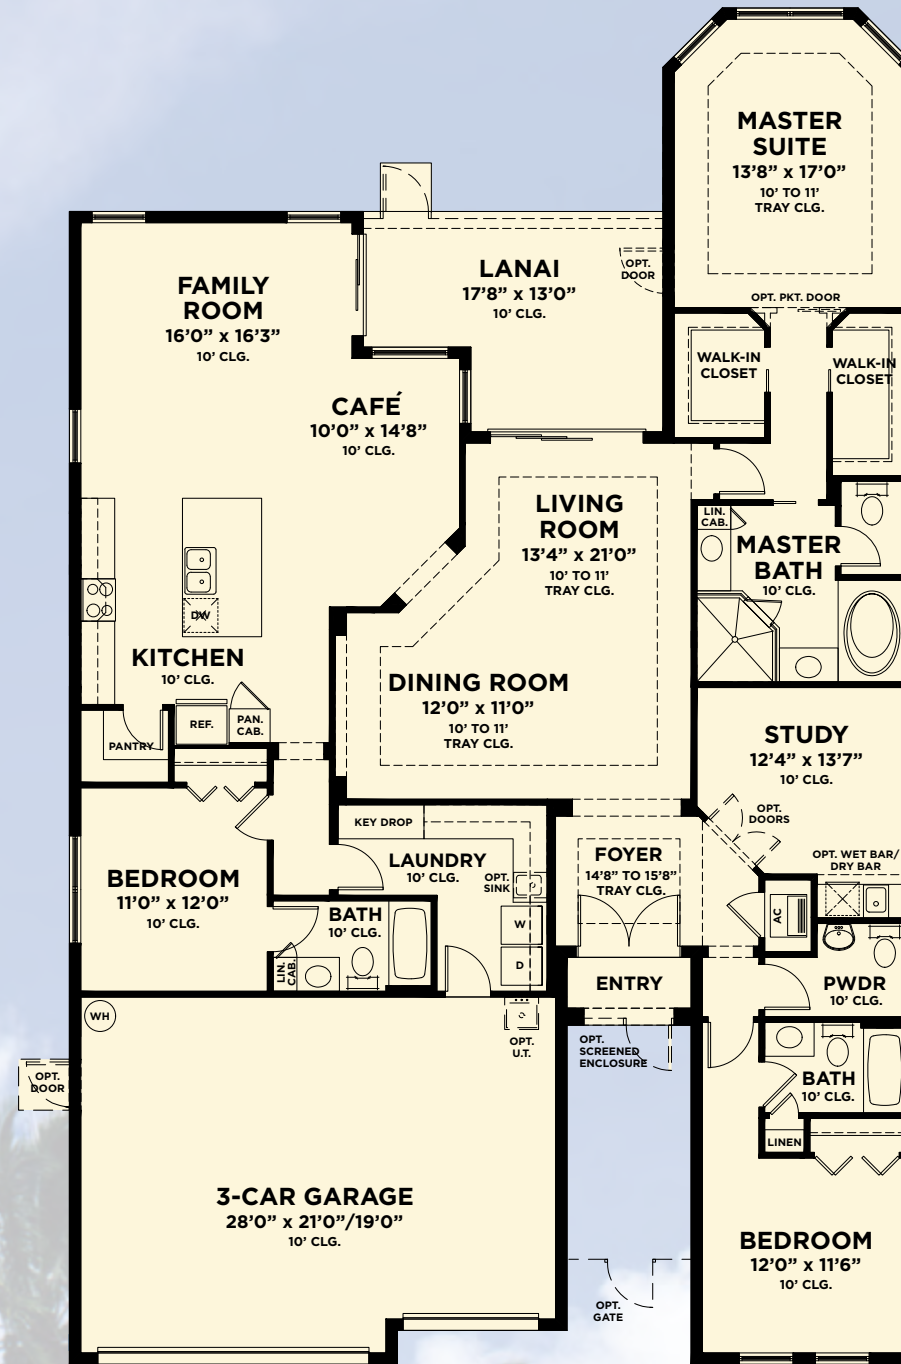 MASTER
SUITE
13'8" x 17'0"
10' TO 11'
TRAY CLG.
OPT. PKT. DOOR
FAMILY
ROOM
16'0" x 16'3"
10' CLG.
LANAI
17'8" x 13'0"
10' CLG.
OPT.
DOOR
WALK-IN
CLOSET
WALK-IN
CLOSET
CAFÉ
10'0" x 14'8"
10' CLG.
LIVING
ROOM
13'4" x 21'0"
10' TO 11'
TRAY CLG.
LIN.
CAB.
MASTER
BATH
10' CLG.
DW
KITCHEN
10' CLG.
REF.
PAN.
CAB.
PANTRY
DINING ROOM
12'0" x 11'0"
10' TO 11'
TRAY CLG.
STUDY
12'4" x 13'7"
10' CLG.
OPT.
DOORS
OPT. WET BAR/
DRY BAR
KEY DROP
LAUNDRY
10' CLG.
OPT.
SINK
W
D
FOYER
14'8" TO 15'8"
TRAY CLG.
AC
BEDROOM
11'0" x 12'0"
10' CLG.
BATH
10' CLG.
LIN.
CAB.
ENTRY
PWDR
10' CLG.
WH
OPT.
U.T.
OPT.
SCREENED
ENCLOSURE
OPT.
DOOR
BATH
10' CLG.
LINEN
3-CAR GARAGE
28'0" x 21'0"/19'0"
10' CLG.
BEDROOM
12'0" x 11'6"
10' CLG.
OPT.
GATE